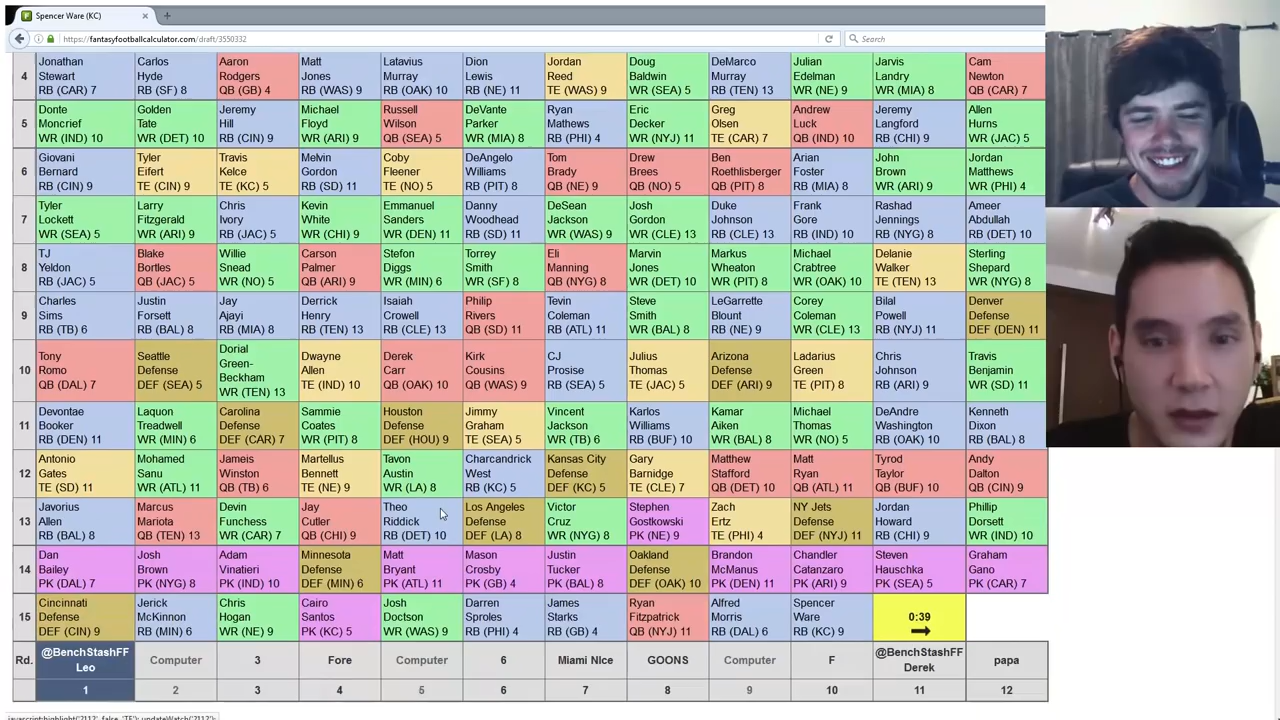 Spencer Ware (KC)
https://fantasyfootballcalculator.com/draft/3550332
Search
4
Jonathan Stewart RB (CAR) 7
Carlos Hyde RB (SF) 8
Aaron Rodgers QB (GB) 4
Matt Jones RB (WAS) 9
Latavius Murray RB (OAK) 10
Dion Lewis RB (NE) 11
Jordan Reed TE (WAS) 9
Doug Baldwin WR (SEA) 5
DeMarco Murray RB (TEN) 13
Julian Edelman WR (NE) 9
Jarvis Landry WR (MIA) 8
Cam Newton QB (CAR) 7
5
Donte Moncrief WR (IND) 10
Golden Tate WR (DET) 10
Jeremy Hill RB (CIN) 9
Michael Floyd WR (ARI) 9
Russell Wilson QB (SEA) 5
DeVante Parker WR (MIA) 8
Ryan Mathews RB (PHI) 4
Eric Decker WR (NYJ) 11
Greg Olsen TE (CAR) 7
Andrew Luck QB (IND) 10
Jeremy Langford RB (CHI) 9
Allen Hurns WR (JAC) 5
6
Giovani Bernard RB (CIN) 9
Tyler Eifert TE (CIN) 9
Travis Kelce TE (KC) 5
Melvin Gordon RB (SD) 11
Coby Fleener TE (NO) 5
DeAngelo Williams RB (PIT) 8
Tom Brady QB (NE) 9
Drew Brees QB (NO) 5
Ben Roethlisberger QB (PIT) 8
Arian Foster RB (MIA) 8
John Brown WR (ARI) 9
Jordan Matthews WR (PHI) 4
7
Tyler Lockett WR (SEA) 5
Larry Fitzgerald WR (ARI) 9
Chris Ivory RB (JAC) 5
Kevin White WR (CHI) 9
Emmanuel Sanders WR (DEN) 11
Danny Woodhead RB (SD) 11
DeSean Jackson WR (WAS) 9
Josh Gordon WR (CLE) 13
Duke Johnson RB (CLE) 13
Frank Gore RB (IND) 10
Rashad Jennings RB (NYG) 8
Ameer Abdullah RB (DET) 10
8
TJ Yeldon RB (JAC) 5
Blake Bortles QB (JAC) 5
Willie Snead WR (NO) 5
Carson Palmer QB (ARI) 9
Stefon Diggs WR (MIN) 6
Torrey Smith WR (SF) 8
Eli Manning QB (NYG) 8
Marvin Jones WR (DET) 10
Markus Wheaton WR (PIT) 8
Michael Crabtree WR (OAK) 10
Delanie Walker TE (TEN) 13
Sterling Shepard WR (NYG) 8
9
Charles Sims RB (TB) 6
Justin Forsett RB (BAL) 8
Jay Ajayi RB (MIA) 8
Derrick Henry RB (TEN) 13
Isaiah Crowell RB (CLE) 13
Philip Rivers QB (SD) 11
Tevin Coleman RB (ATL) 11
Steve Smith WR (BAL) 8
LeGarrette Blount RB (NE) 9
Corey Coleman WR (CLE) 13
Bilal Powell RB (NYJ) 11
Denver Defense DEF (DEN) 11
10
Tony Romo QB (DAL) 7
Seattle Defense DEF (SEA) 5
Dorial Green-Beckham WR (TEN) 13
Dwayne Allen TE (IND) 10
Derek Carr QB (OAK) 10
Kirk Cousins QB (WAS) 9
CJ Prosise RB (SEA) 5
Julius Thomas TE (JAC) 5
Arizona Defense DEF (ARI) 9
Ladarius Green TE (PIT) 8
Chris Johnson RB (ARI) 9
Travis Benjamin WR (SD) 11
11
Devontae Booker RB (DEN) 11
Laquon Treadwell WR (MIN) 6
Carolina Defense DEF (CAR) 7
Sammie Coates WR (PIT) 8
Houston Defense DEF (HOU) 9
Jimmy Graham TE (SEA) 5
Vincent Jackson WR (TB) 6
Karlos Williams RB (BUF) 10
Kamar Aiken WR (BAL) 8
Michael Thomas WR (NO) 5
DeAndre Washington RB (OAK) 10
Kenneth Dixon RB (BAL) 8
12
Antonio Gates TE (SD) 11
Mohamed Sanu WR (ATL) 11
Jameis Winston QB (TB) 6
Martellus Bennett TE (NE) 9
Tavon Austin WR (LA) 8
Charcandrick West RB (KC) 5
Kansas City Defense DEF (KC) 5
Gary Barnidge TE (CLE) 7
Matthew Stafford QB (DET) 10
Matt Ryan QB (ATL) 11
Tyrod Taylor QB (BUF) 10
Andy Dalton QB (CIN) 9
13
Javorius Allen RB (BAL) 8
Marcus Mariota QB (TEN) 13
Devin Funchess WR (CAR) 7
Jay Cutler QB (CHI) 9
Theo Riddick RB (DET) 10
Los Angeles Defense DEF (LA) 8
Victor Cruz WR (NYG) 8
Stephen Gostkowski PK (NE) 9
Zach Ertz TE (PHI) 4
NY Jets Defense DEF (NYJ) 11
Jordan Howard RB (CHI) 9
Phillip Dorsett WR (IND) 10
14
Dan Bailey PK (DAL) 7
Josh Brown PK (NYG) 8
Adam Vinatieri PK (IND) 10
Minnesota Defense DEF (MIN) 6
Matt Bryant PK (ATL) 11
Mason Crosby PK (GB) 4
Justin Tucker PK (BAL) 8
Oakland Defense DEF (OAK) 10
Brandon McManus PK (DEN) 11
Chandler Catanzaro PK (ARI) 9
Steven Hauschka PK (SEA) 5
Graham Gano PK (CAR) 7
15
Cincinnati Defense DEF (CIN) 9
Jerick McKinnon RB (MIN) 6
Chris Hogan WR (NE) 9
Cairo Santos PK (KC) 5
Josh Doctson WR (WAS) 9
Darren Sproles RB (PHI) 4
James Starks RB (GB) 4
Ryan Fitzpatrick QB (NYJ) 11
Alfred Morris RB (DAL) 6
Spencer Ware RB (KC) 9
0:39
Rd.
@BenchStashFF Leo
Computer
3
Fore
Computer
6
Miami NIce
GOONS
Computer
F
@BenchStashFF Derek
papa
1 2 3 4 5 6 7 8 9 10 11 12